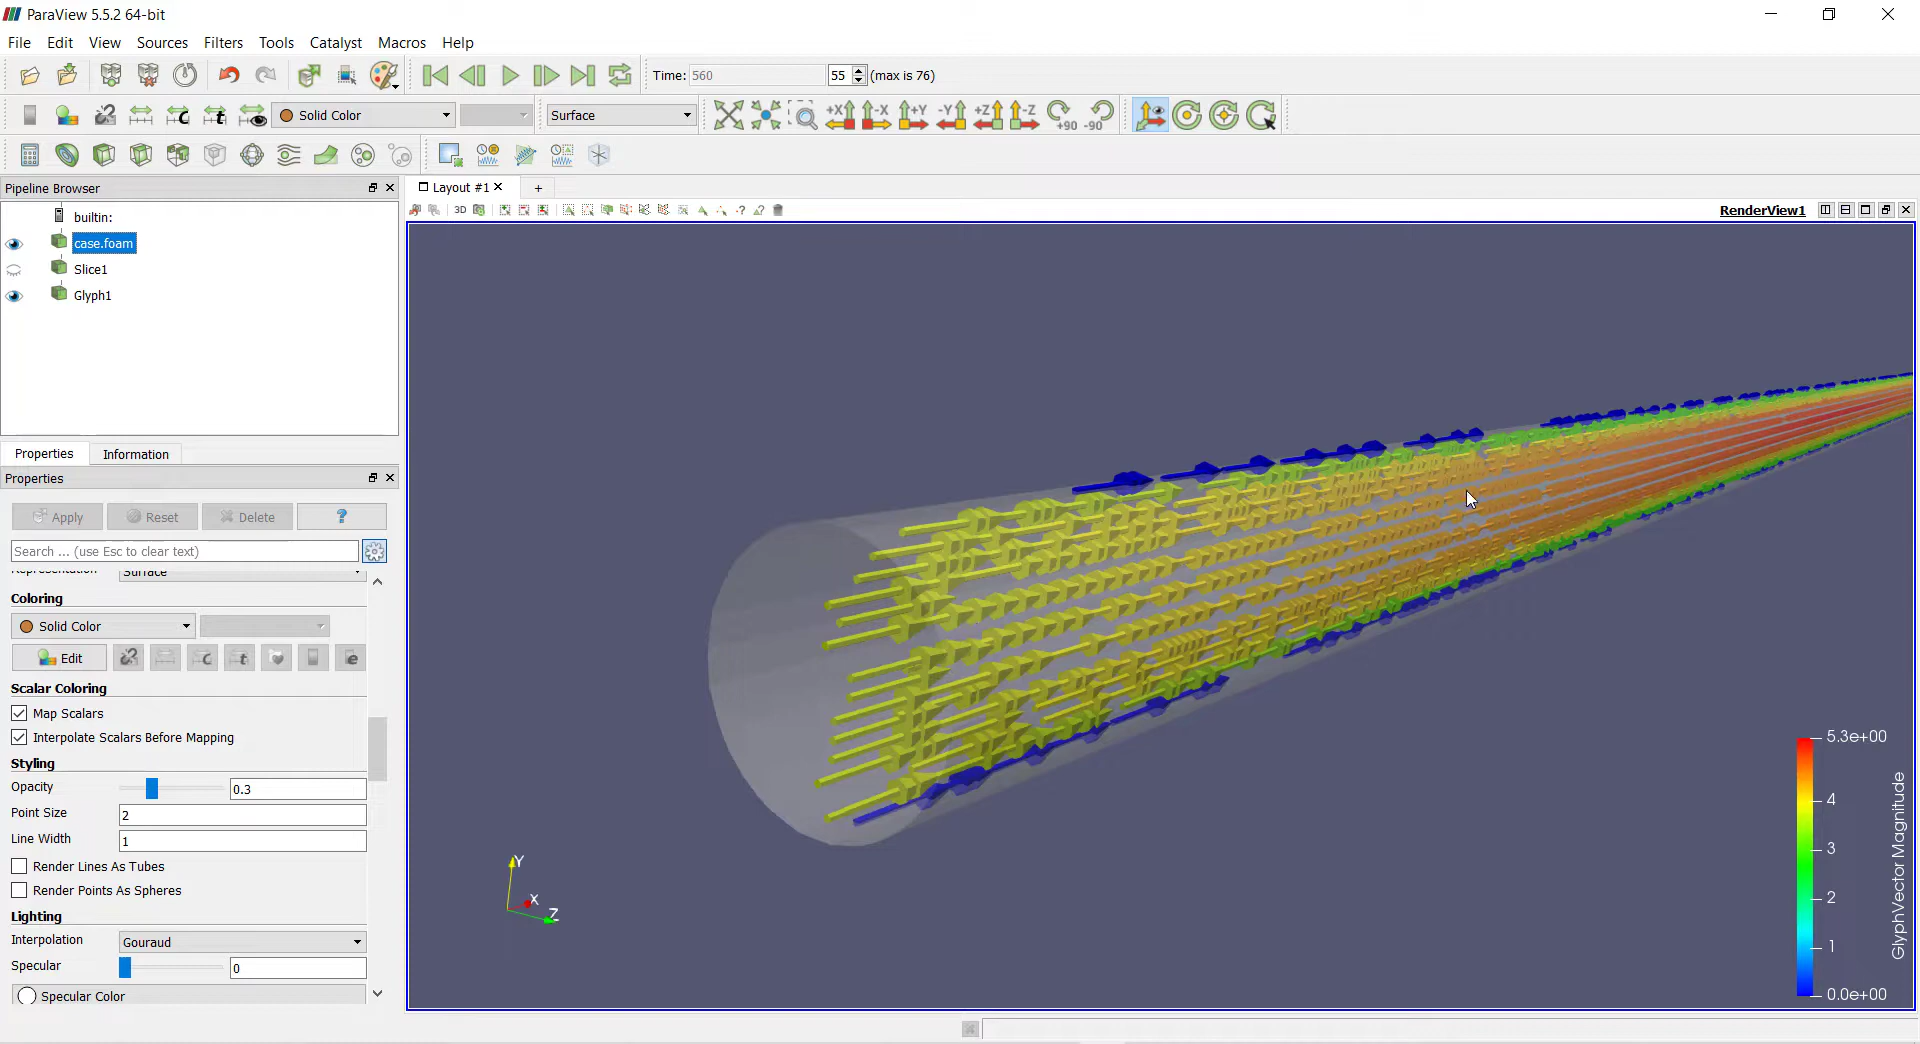 ParaView 5.5.2 64-bit
File Edit View Sources Filters Tools Catalyst Macros Help
Time: 560 55 (max is 76)
Solid Color Surface
+X -X +Y -Y +Z -Z +90 -90
Pipeline Browser
builtin:
case.foam
Slice1
Glyph1
Layout #1
3D
RenderView1
Properties Information
Properties
Apply Reset Delete ?
Search ... (use Esc to clear text)
Representation Surface
Coloring
Solid Color
Edit
Scalar Coloring
Map Scalars
Interpolate Scalars Before Mapping
Styling
Opacity 0.3
Point Size 2
Line Width 1
Render Lines As Tubes
Render Points As Spheres
Lighting
Interpolation Gouraud
Specular 0
Specular Color
Y
X
Z
5.3e+00
4
3
2
1
0.0e+00
GlyphVector Magnitude